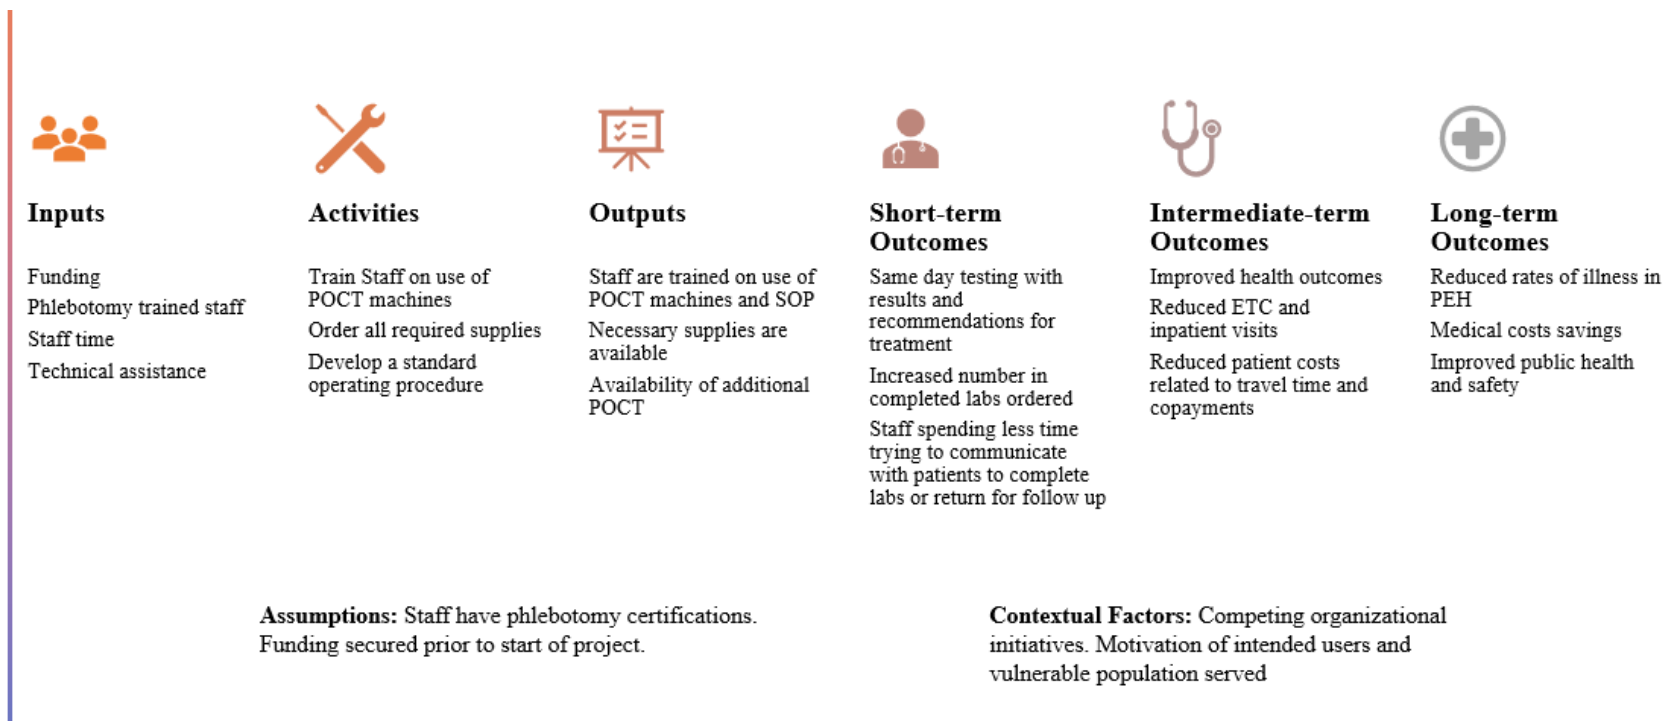 Inputs
Funding
Phlebotomy trained staff
Staff time
Technical assistance
Activities
Train Staff on use of
POCT machines
Order all required supplies
Develop a standard
operating procedure
Outputs
Staff are trained on use of
POCT machines and SOP
Necessary supplies are
available
Availability of additional
POCT
Short-term
Outcomes
Same day testing with
results and
recommendations for
treatment
Increased number in
completed labs ordered
Staff spending less time
trying to communicate
with patients to complete
labs or return for follow up
Intermediate-term
Outcomes
Improved health outcomes
Reduced ETC and
inpatient visits
Reduced patient costs
related to travel time and
copayments
Long-term
Outcomes
Reduced rates of illness in
PEH
Medical costs savings
Improved public health
and safety
Assumptions: Staff have phlebotomy certifications.
Funding secured prior to start of project.
Contextual Factors: Competing organizational
initiatives. Motivation of intended users and
vulnerable population served